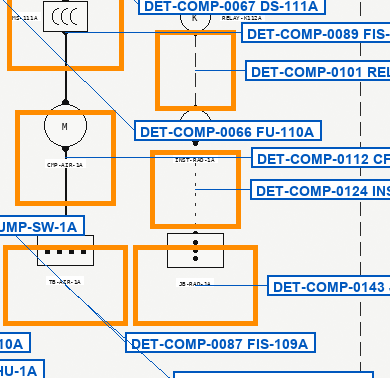 DET-COMP-0067 DS-111A
MS-111A
K
RELAY-K112A
DET-COMP-0089 FIS-
DET-COMP-0101 REL
M
DET-COMP-0066 FU-110A
CMP-AIR-1A
INST-RAD-1A
DET-COMP-0112 CF
DET-COMP-0124 INS
UMP-SW-1A
TB-AIR-1A
JB-RAD-1A
DET-COMP-0143
10A
DET-COMP-0087 FIS-109A
HU-1A